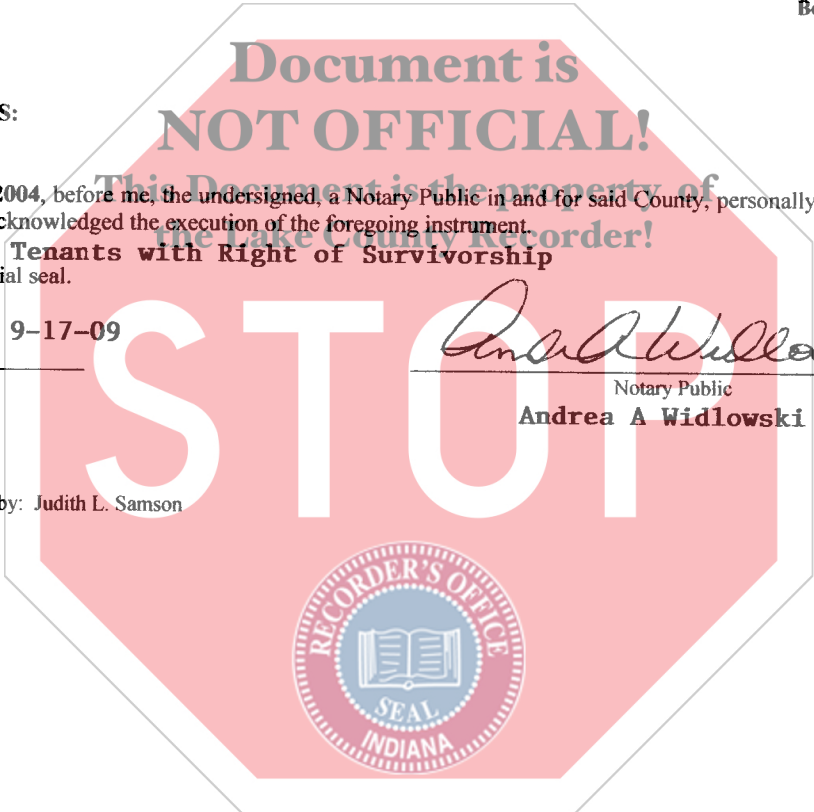 Document is
NOT OFFICIAL!
S:
This Document is the property of
2004, before me, the undersigned, a Notary Public in and for said County, personally
cknowledged the execution of the foregoing instrument.
the Lake County Recorder!
Tenants with Right of Survivorship
ial seal.
9-17-09
STOP
Notary Public
Andrea A Widlowski
by: Judith L. Samson
RECORDER'S OFFICE
SEAL
INDIANA